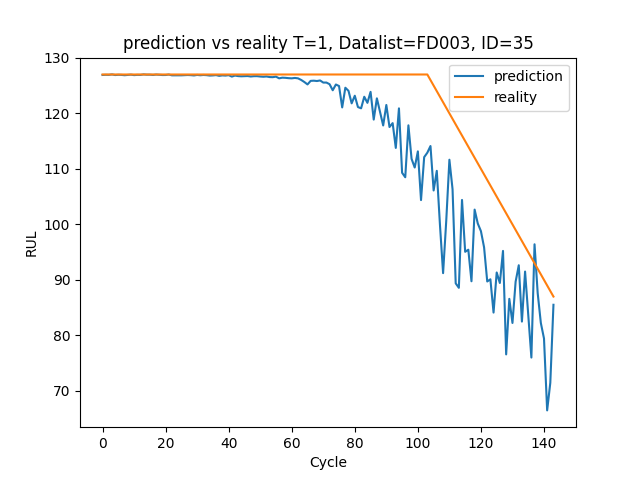 prediction vs reality T=1, Datalist=FD003, ID=35
130
120
110
100
90
80
70
RUL
0 20 40 60 80 100 120 140
Cycle
prediction
reality